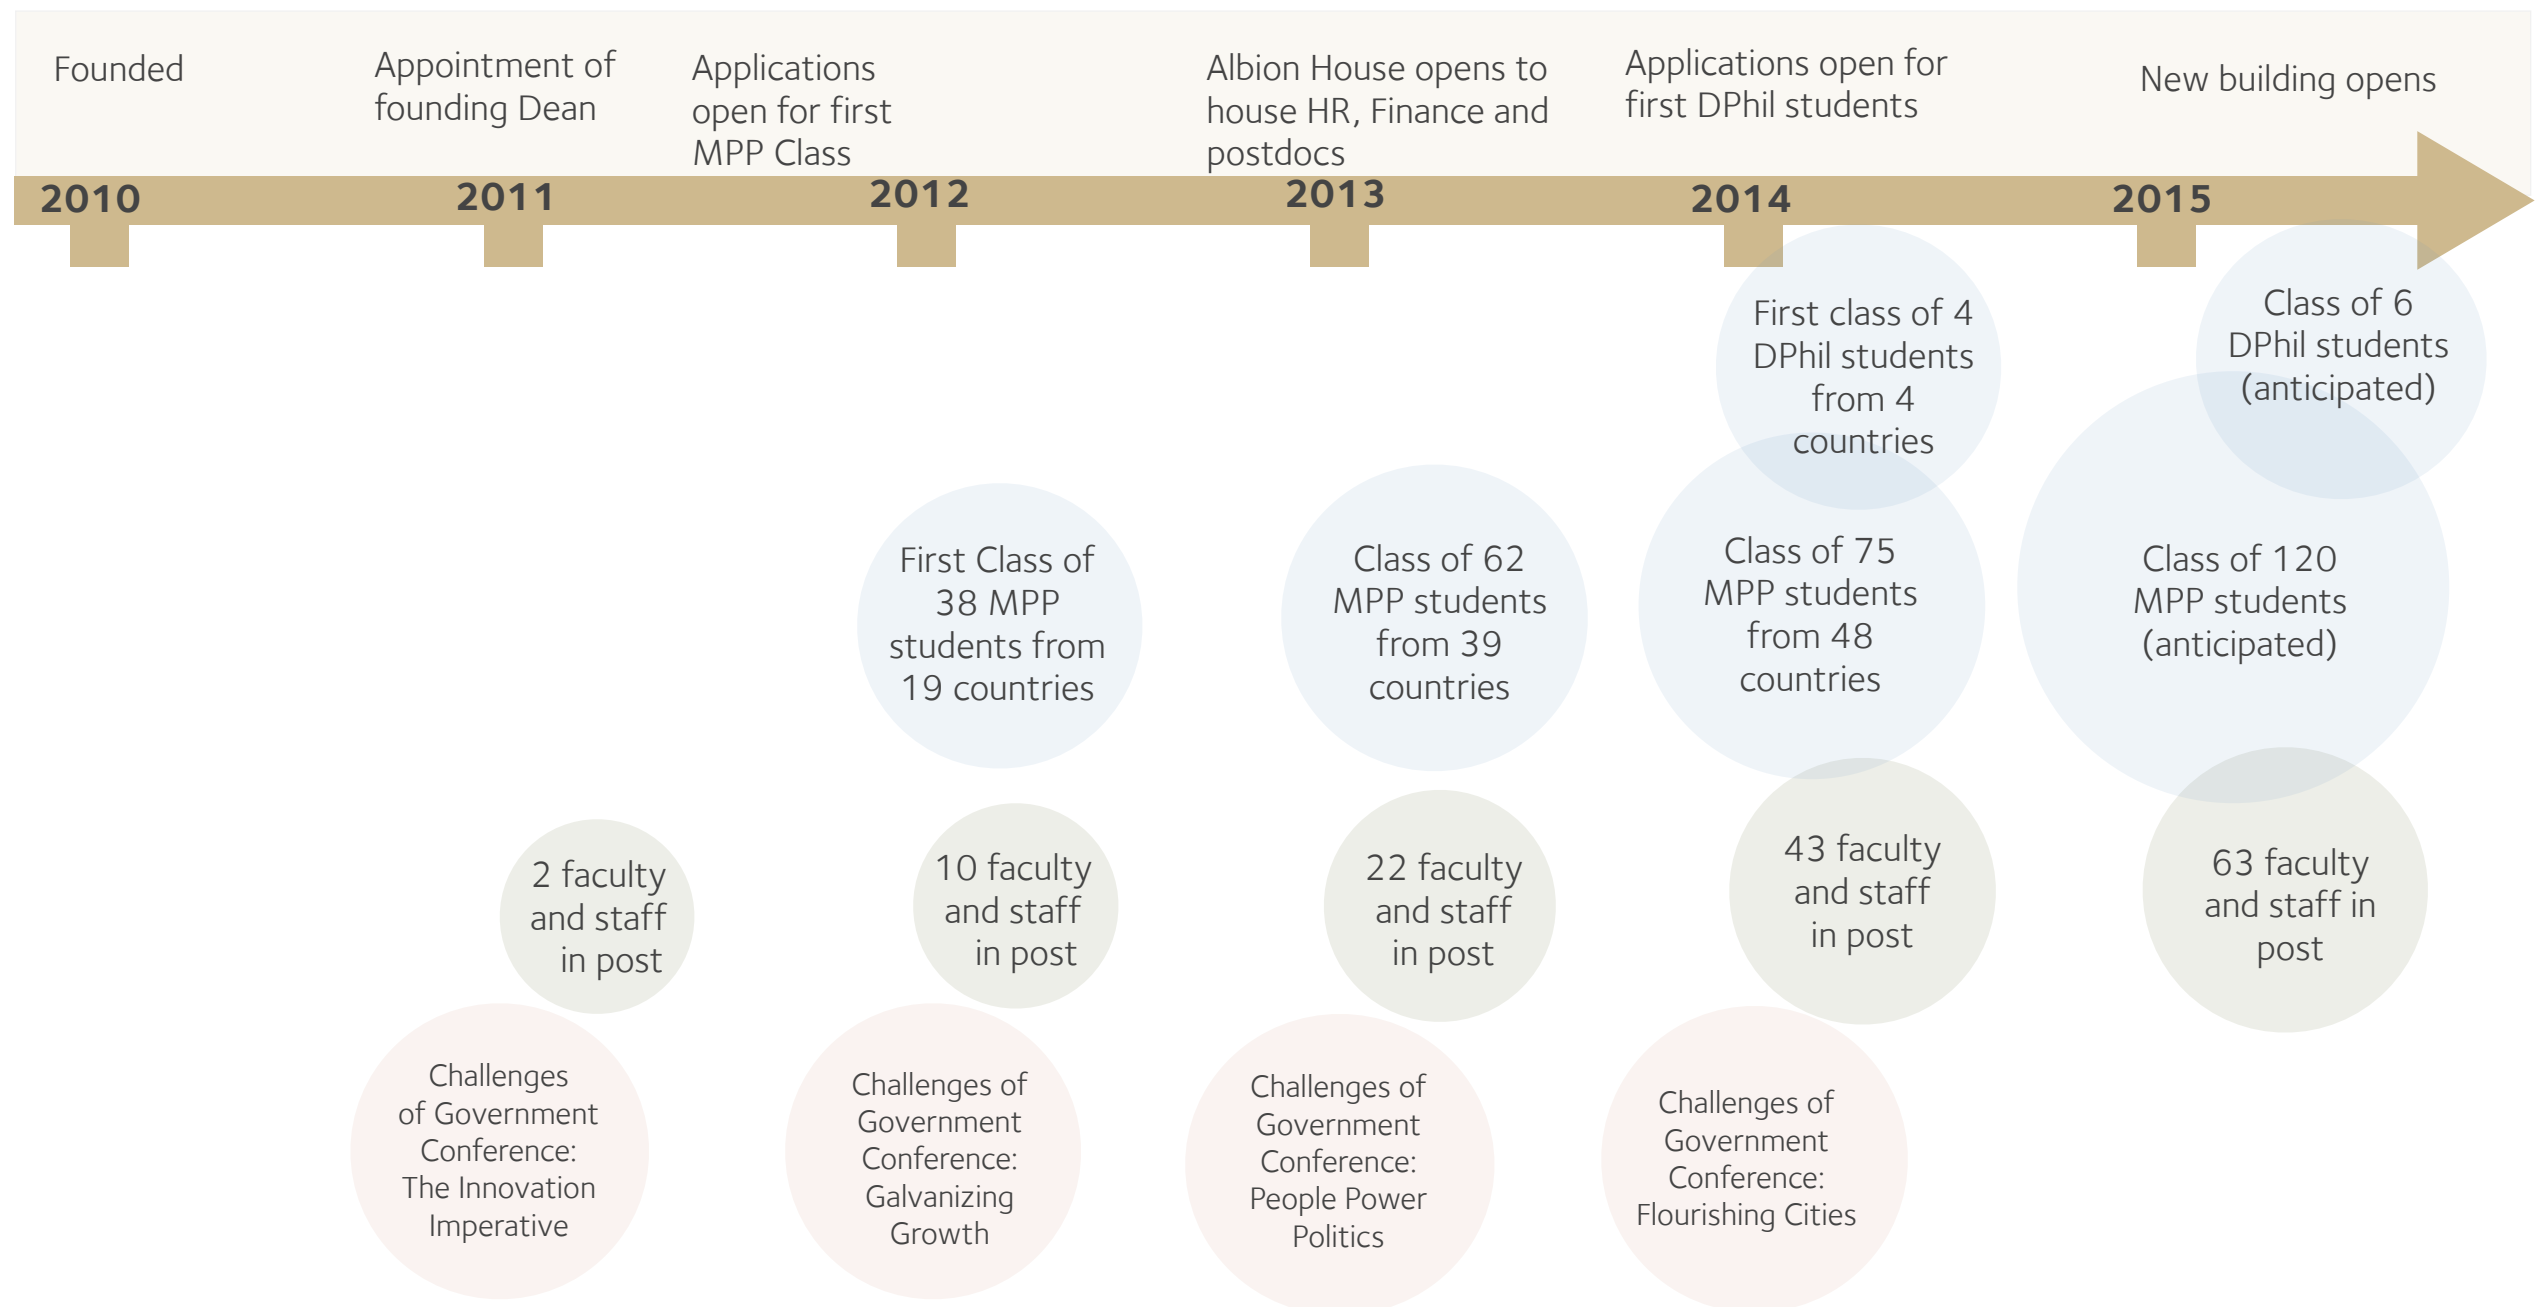 Founded
Appointment of
founding Dean
Applications
open for first
MPP Class
Albion House opens to
house HR, Finance and
postdocs
Applications open for
first DPhil students
New building opens
2010
2011
2012
2013
2014
2015
First class of 4
DPhil students
from 4
countries
Class of 6
DPhil students
(anticipated)
First Class of
38 MPP
students from
19 countries
Class of 62
MPP students
from 39
countries
Class of 75
MPP students
from 48
countries
Class of 120
MPP students
(anticipated)
2 faculty
and staff
in post
10 faculty
and staff
in post
22 faculty
and staff
in post
43 faculty
and staff
in post
63 faculty
and staff in
post
Challenges
of Government
Conference:
The Innovation
Imperative
Challenges of
Government
Conference:
Galvanizing
Growth
Challenges of
Government
Conference:
People Power
Politics
Challenges of
Government
Conference:
Flourishing Cities